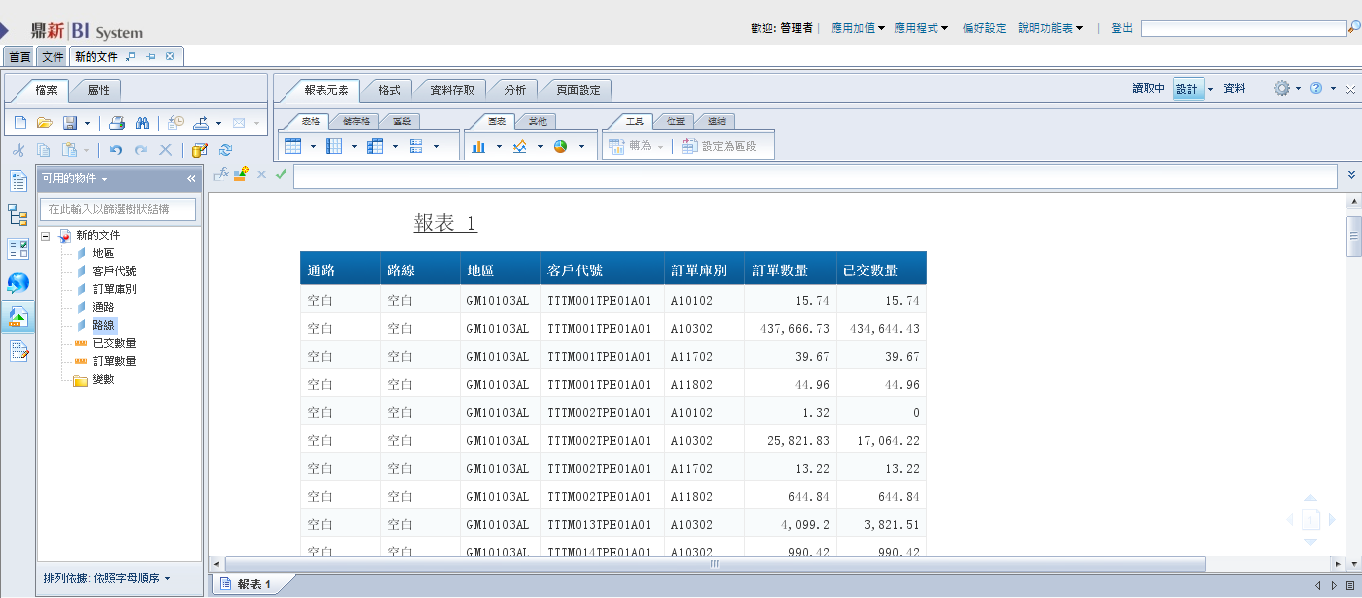 鼎新 BI System
歡迎: 管理者 | 應用加值 應用程式 偏好設定 說明功能表 | 登出
首頁 文件 新的文件
檔案 屬性
報表元素 格式 資料存取 分析 頁面設定
讀取中 設計 資料
表格 儲存格 區段
圖表 其他
工具 位置 連結
轉為 設定為區段
可用的物件
在此輸入以篩選樹狀結構
新的文件
地區
客戶代號
訂單庫別
通路
路線
已交數量
訂單數量
變數
排列依據: 依照字母順序
報表 1
通路 路線 地區 客戶代號 訂單庫別 訂單數量 已交數量
空白 空白 GM10103AL TTTM001TPE01A01 A10102 15.74 15.74
空白 空白 GM10103AL TTTM001TPE01A01 A10302 437,666.73 434,644.43
空白 空白 GM10103AL TTTM001TPE01A01 A11702 39.67 39.67
空白 空白 GM10103AL TTTM001TPE01A01 A11802 44.96 44.96
空白 空白 GM10103AL TTTM002TPE01A01 A10102 1.32 0
空白 空白 GM10103AL TTTM002TPE01A01 A10302 25,821.83 17,064.22
空白 空白 GM10103AL TTTM002TPE01A01 A11702 13.22 13.22
空白 空白 GM10103AL TTTM002TPE01A01 A11802 644.84 644.84
空白 空白 GM10103AL TTTM013TPE01A01 A10302 4,099.2 3,821.51
空白 空白 GM10103AL TTTM014TPE01A01 A10302 990.42 990.42
1
報表 1